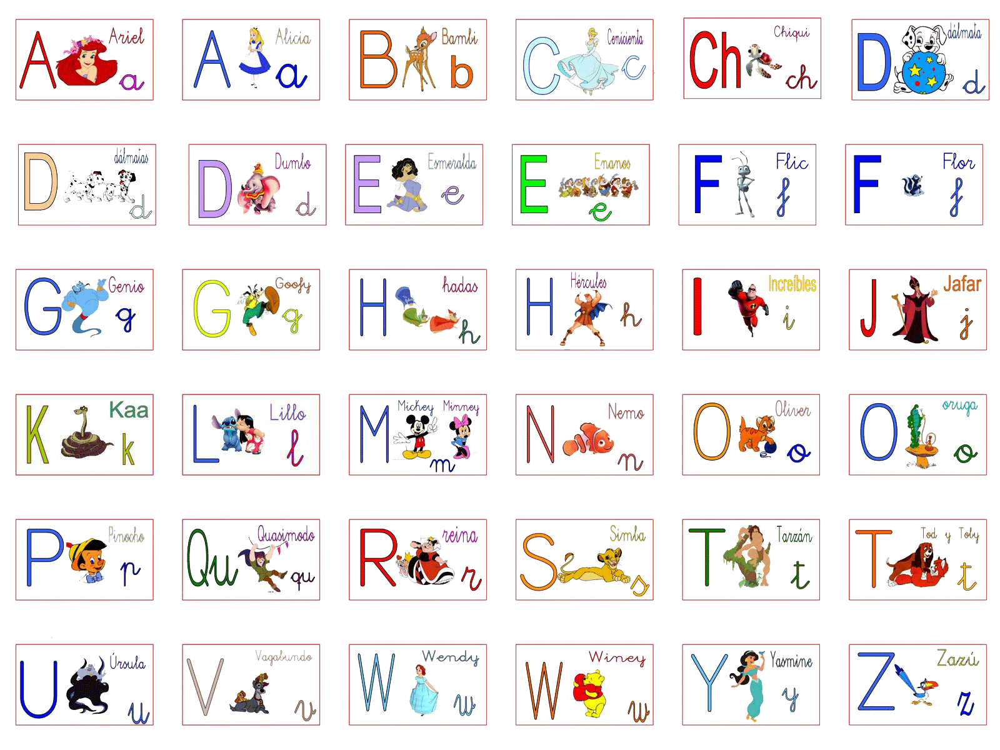 A Ariel a
A Alicia a
B Bambi b
C Cenicienta c
Ch Chiqui ch
D dálmata d
D dálmatas d
D Dumbo d
E Esmeralda e
E Enanos e
F Flic f
F Flor f
G Genio g
G Goofy g
H hadas h
H Hércules h
I Increíbles i
J Jafar j
K Kaa k
L Lillo l
M Mickey Minney m
N Nemo n
O Oliver o
O oruga o
P Pinocho p
Qu Quasimodo qu
R reina r
S Simba s
T Tarzán t
T Tod y Toby t
U Úrsula u
V Vagabundo v
W Wendy w
W Winey w
Y Yasmine y
Z Zazú z